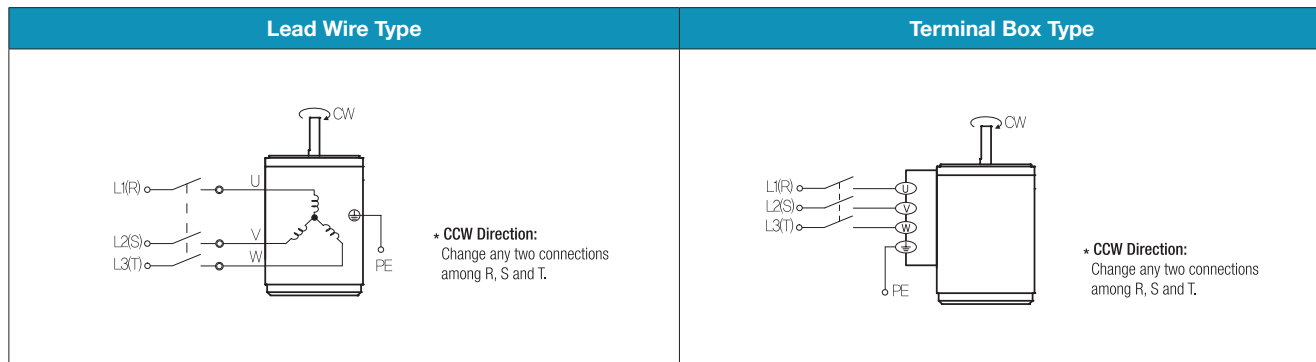 Lead Wire Type
Terminal Box Type
CW
L1(R)
U
L2(S)
V
L3(T)
W
PE
* CCW Direction:
Change any two connections
among R, S and T.
CW
L1(R)
U
L2(S)
V
L3(T)
W
PE
* CCW Direction:
Change any two connections
among R, S and T.